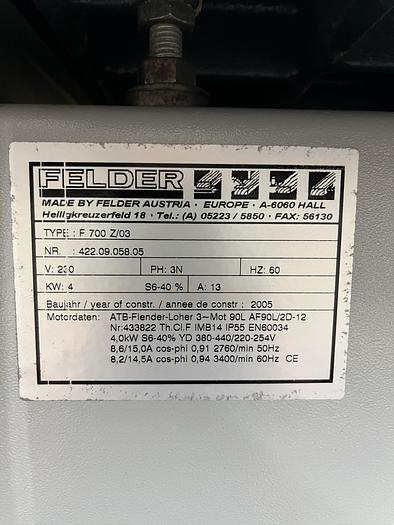 FELDER
MADE BY FELDER AUSTRIA · EUROPE · A-6060 HALL
Heiligkreuzerfeld 18 · Tel.: (A) 05223 / 5850 · FAX: 56130
TYPE : F 700 Z/03
NR. : 422.09.058.05
V: 230 PH: 3N HZ: 60
KW: 4 S6-40 % A: 13
Baujahr / year of constr. / annee de constr : 2005
Motordaten: ATB-Flender-Loher 3~Mot 90L AF90L/2D-12
Nr:433822 Th.Cl.F IMB14 IP55 EN60034
4,0kW S6-40% YD 380-440/220-254V
8,6/15,0A cos-phi 0,91 2760/min 50Hz
8,2/14,5A cos-phi 0,94 3400/min 60Hz CE